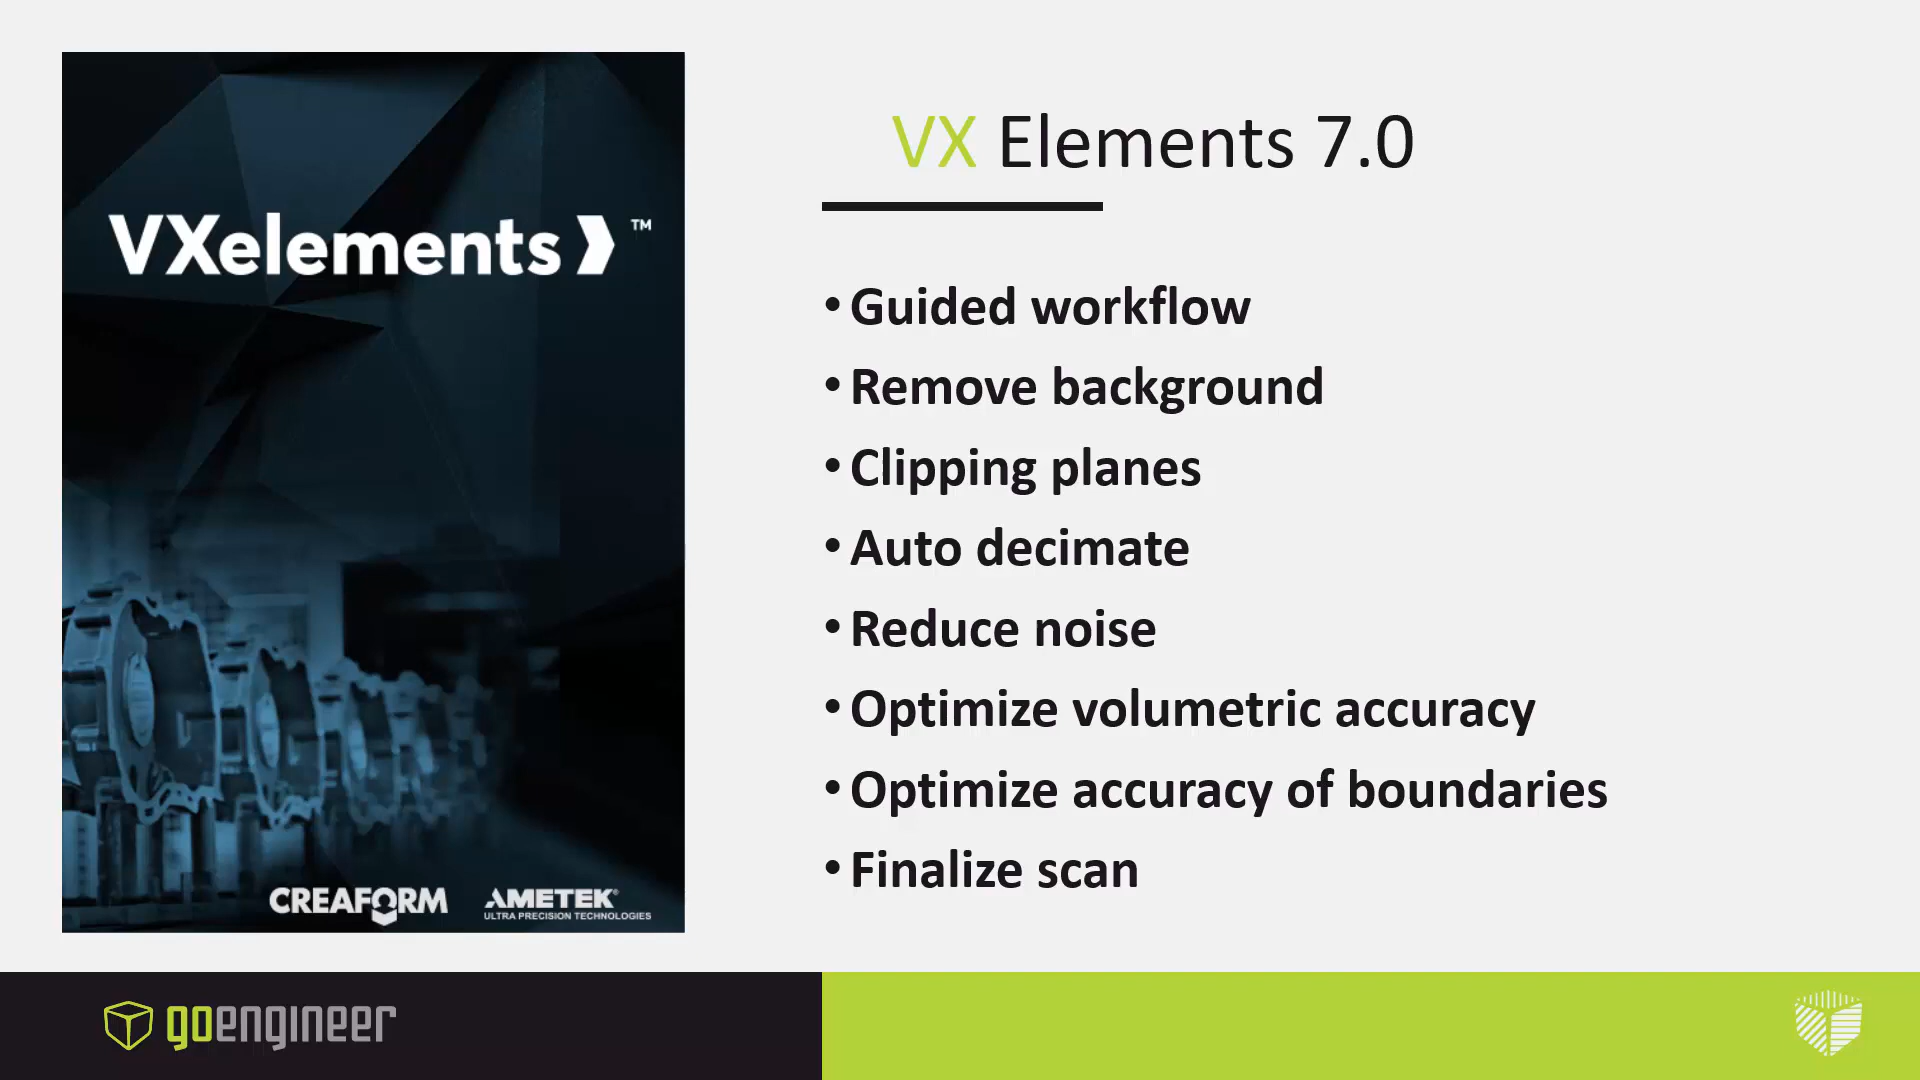 VXelements ™
CREAFORM
AMETEK®
ULTRA PRECISION TECHNOLOGIES
VX Elements 7.0
• Guided workflow
• Remove background
• Clipping planes
• Auto decimate
• Reduce noise
• Optimize volumetric accuracy
• Optimize accuracy of boundaries
• Finalize scan
goengineer